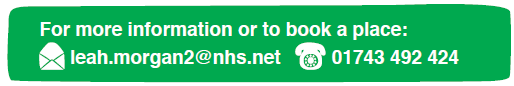 For more information or to book a place:
leah.morgan2@nhs.net 01743 492 424